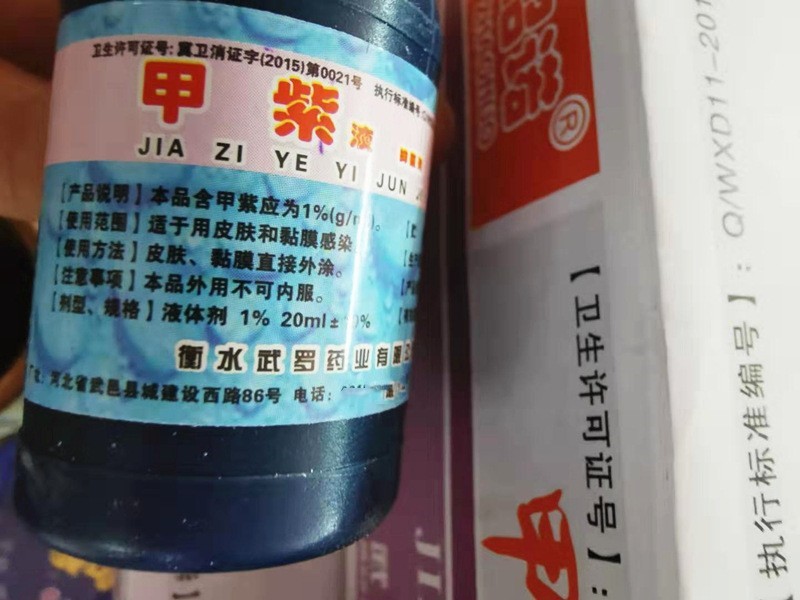 卫生许可证号:冀卫消证字(2015)第0021号 执行标准编号:
甲紫液 抑菌
JIA ZI YE YI JUN
【产品说明】本品含甲紫应为1%(g/
【使用范围】适于用皮肤和黏膜感染
【使用方法】皮肤、黏膜直接外涂。
【注意事项】本品外用不可内服。
【剂型、规格】液体剂 1% 20ml±
衡水武罗药业有限
河北省武邑县城建设西路86号 电话:
诺®
【卫生许可证号】:
甲
执行标准编号】: Q/WXD11-201